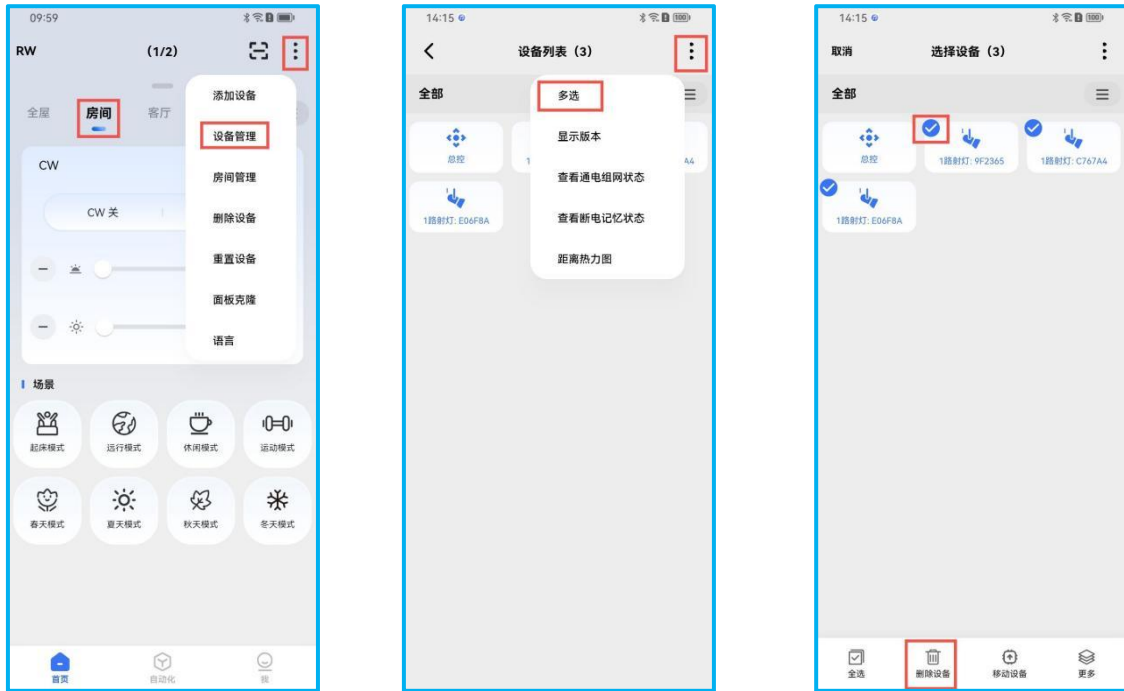 09:59
RW (1/2)
添加设备
全屋 房间 客厅
设备管理
CW
房间管理
CW 关
删除设备
重置设备
面板克隆
语言
场景
起床模式 远行模式 休闲模式 运动模式
春天模式 夏天模式 秋天模式 冬天模式
首页 自动化 我
14:15 100
设备列表（3）
全部
多选
显示版本
总控 1 A4
查看通电组网状态
1路射灯: E06F8A
查看断电记忆状态
距离热力图
14:15 100
取消 选择设备（3）
全部
总控 1路射灯: 9F2365 1路射灯: C767A4
1路射灯: E06F8A
全选 删除设备 移动设备 更多